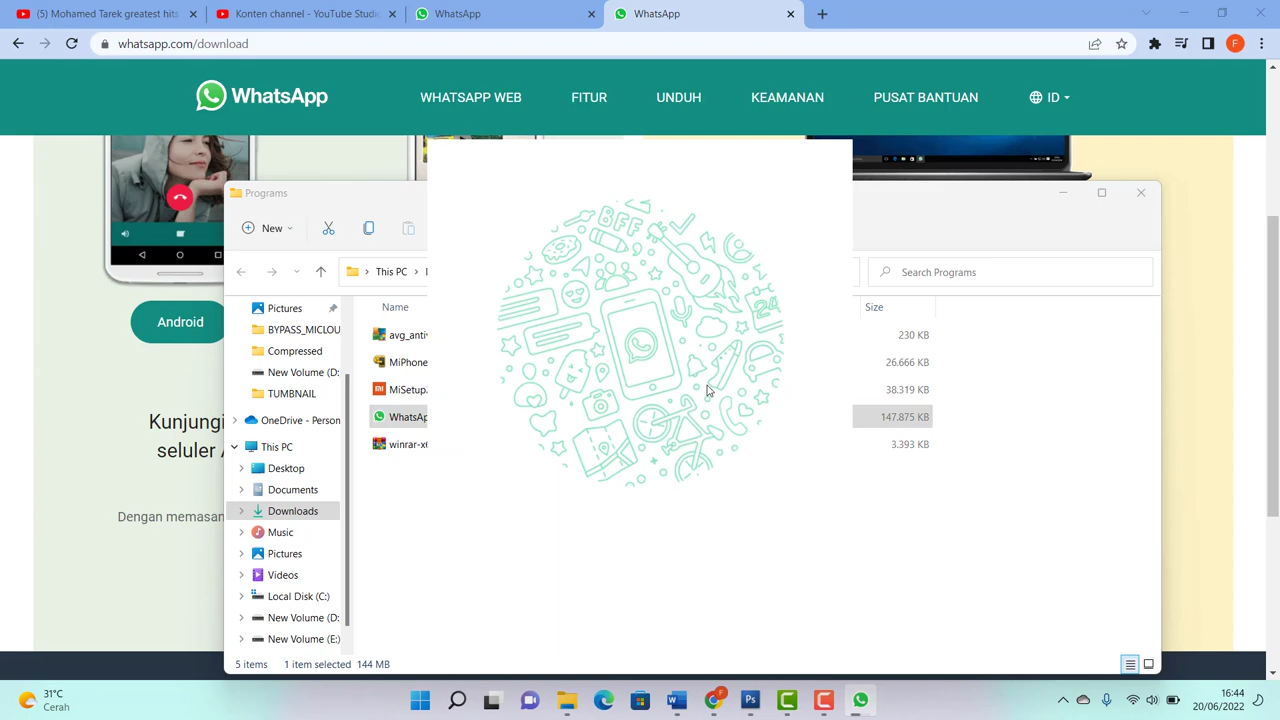 (5) Mohamed Tarek greatest hits
Konten channel - YouTube Studi
WhatsApp
WhatsApp
whatsapp.com/download
F
WhatsApp
WHATSAPP WEB
FITUR
UNDUH
KEAMANAN
PUSAT BANTUAN
ID
Programs
New
This PC
Search Programs
Name
Size
Pictures
BYPASS_MICLOU
Compressed
New Volume (D:
TUMBNAIL
OneDrive - Person
This PC
Desktop
Documents
Downloads
Music
Pictures
Videos
Local Disk (C:)
New Volume (D:
New Volume (E:)
avg_anti
230 KB
MiPhone
26.666 KB
MiSetup.
38.319 KB
WhatsAp
147.875 KB
winrar-x
3.393 KB
BFF
24
Android
Kunjungi
seluler
Dengan memasan
5 items
1 item selected
144 MB
31°C
Cerah
16:44
20/06/2022